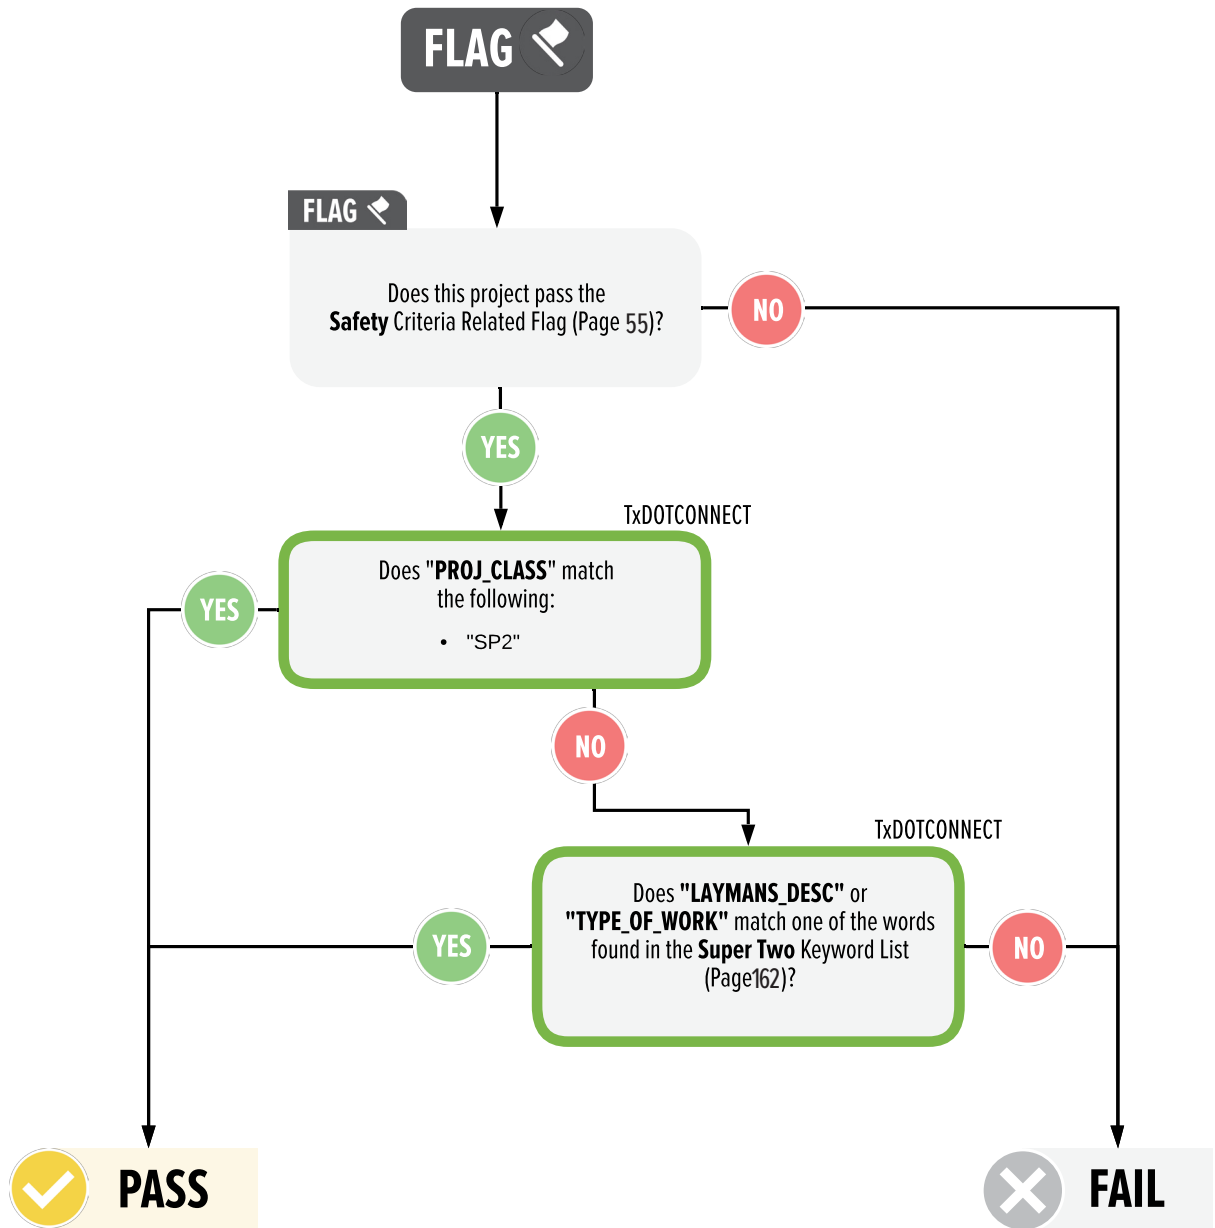 FLAG
FLAG
Does this project pass the
Safety Criteria Related Flag (Page 55)?
NO
YES
TxDOTCONNECT
Does "PROJ_CLASS" match
the following:
• "SP2"
YES
NO
TxDOTCONNECT
Does "LAYMANS_DESC" or
"TYPE_OF_WORK" match one of the words
found in the Super Two Keyword List
(Page162)?
YES
NO
PASS
FAIL